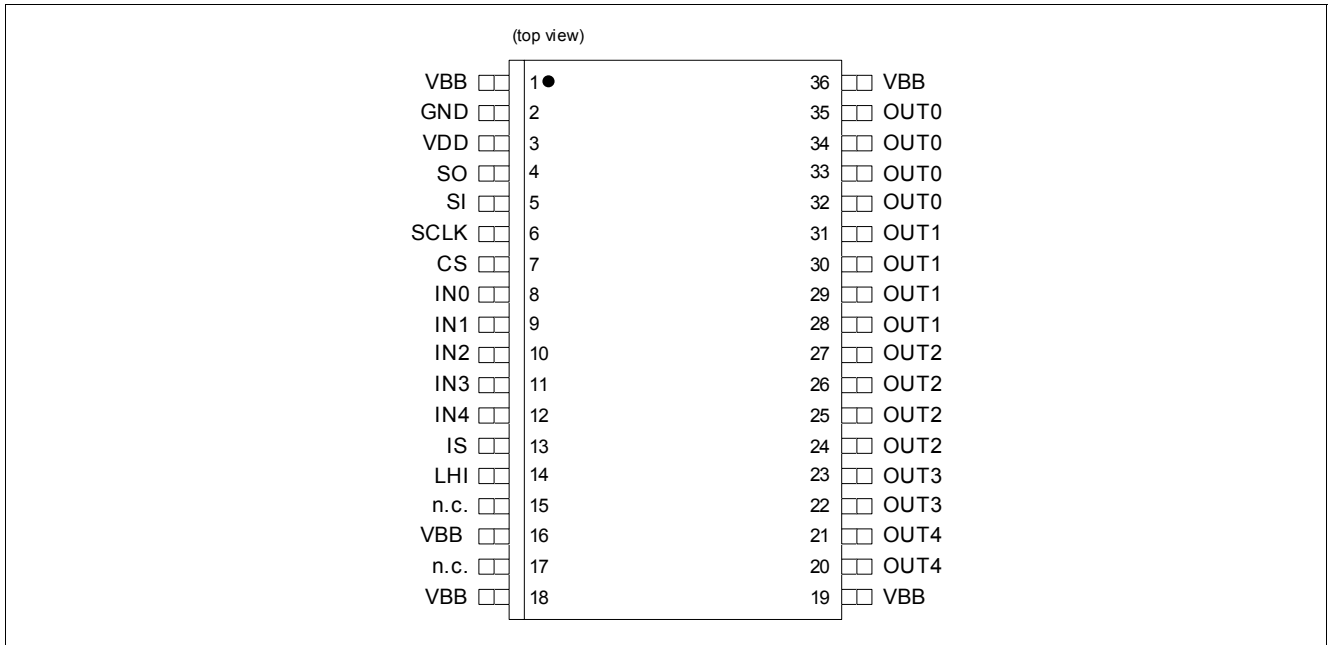 (top view)
VBB 1 36 VBB
GND 2 35 OUT0
VDD 3 34 OUT0
SO 4 33 OUT0
SI 5 32 OUT0
SCLK 6 31 OUT1
CS 7 30 OUT1
IN0 8 29 OUT1
IN1 9 28 OUT1
IN2 10 27 OUT2
IN3 11 26 OUT2
IN4 12 25 OUT2
IS 13 24 OUT2
LHI 14 23 OUT3
n.c. 15 22 OUT3
VBB 16 21 OUT4
n.c. 17 20 OUT4
VBB 18 19 VBB